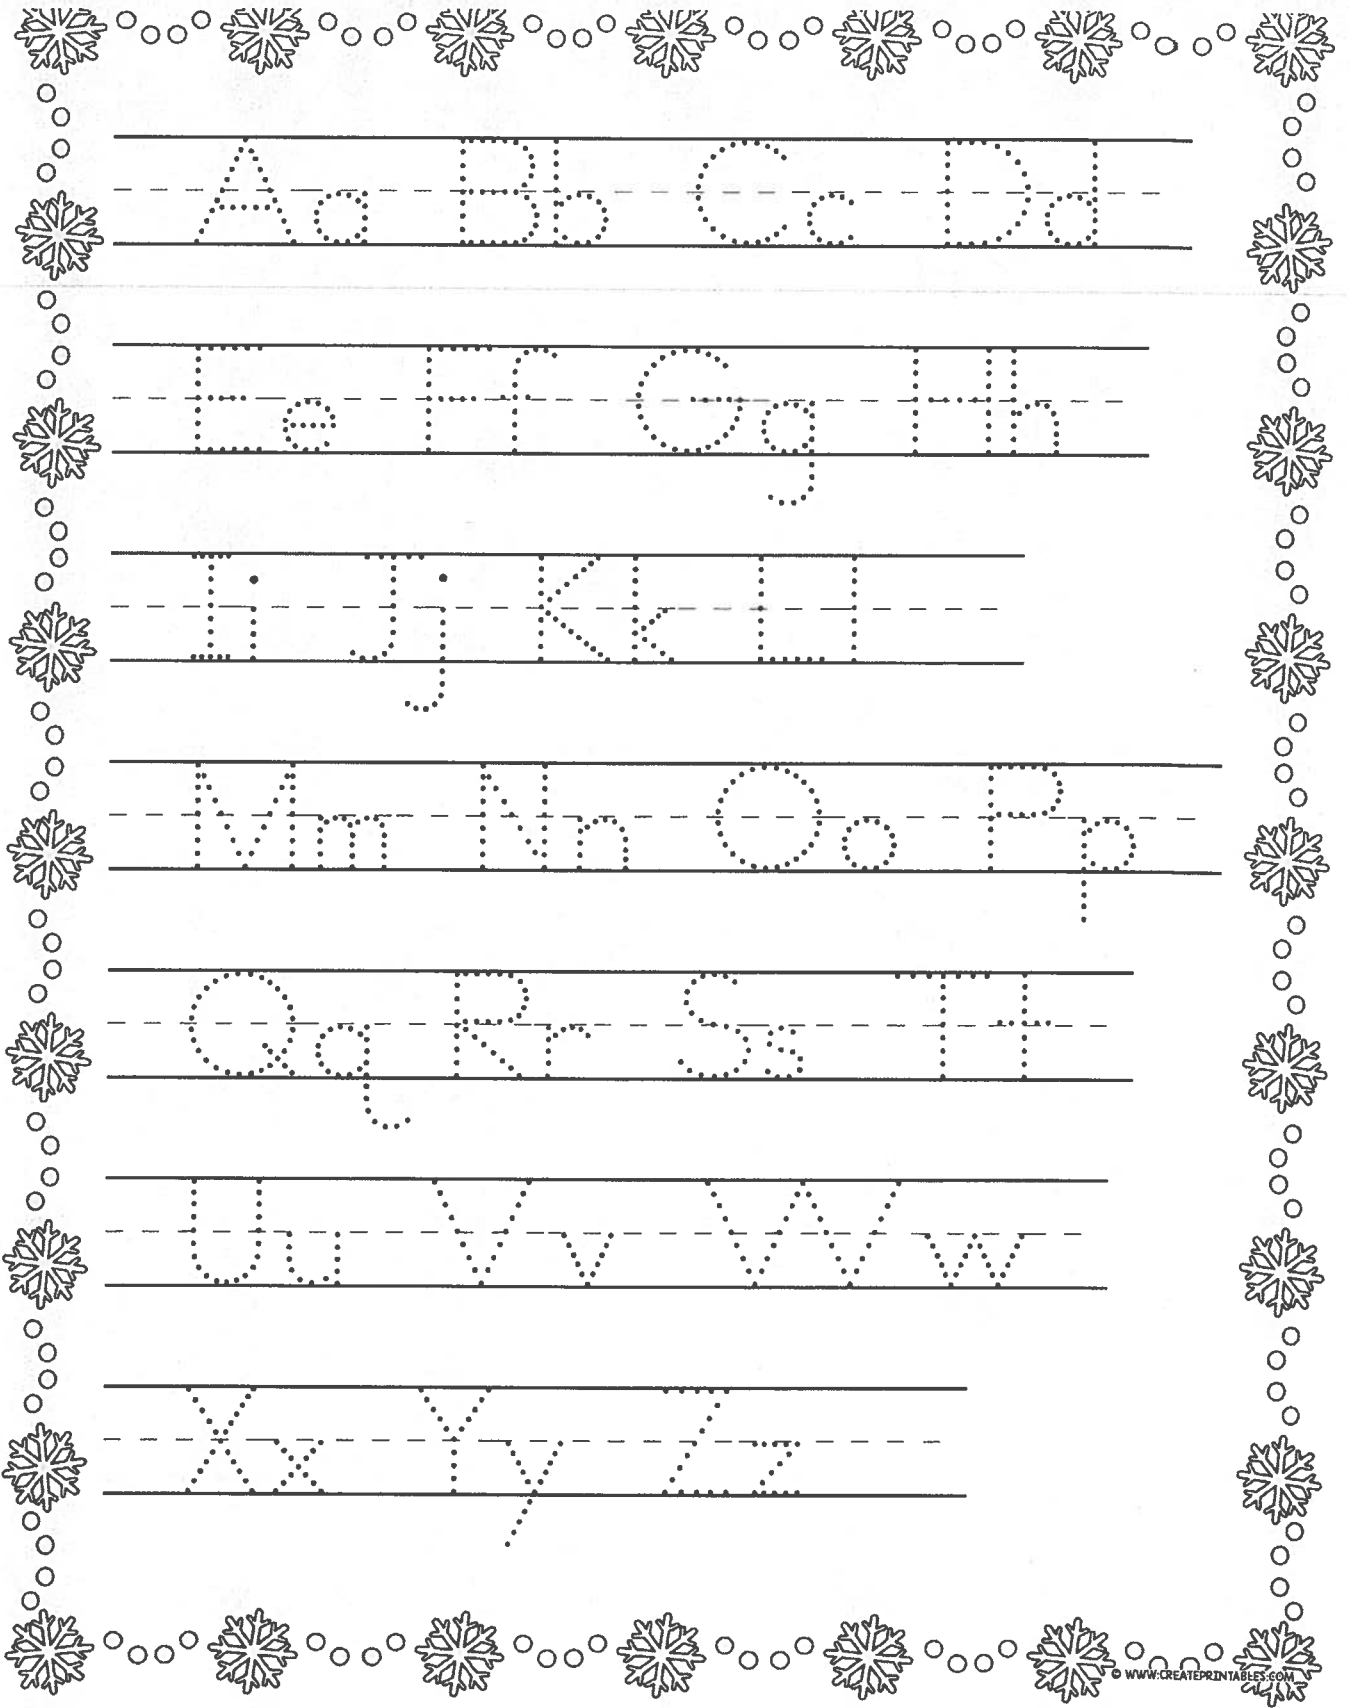 Aa Bb Cc Dd
Ee Ff Gg Hh
Ii Jj Kk Ll
Mm Nn Oo Pp
Qq Rr Ss Tt
Uu Vv Ww
Xx Yy Zz
© WWW.CREATEPRINTABLES.COM